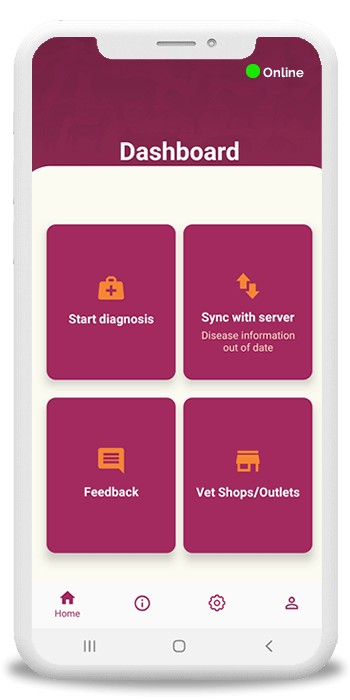 Online
Dashboard
Start diagnosis
Sync with server
Disease information
out of date
Feedback
Vet Shops/Outlets
Home